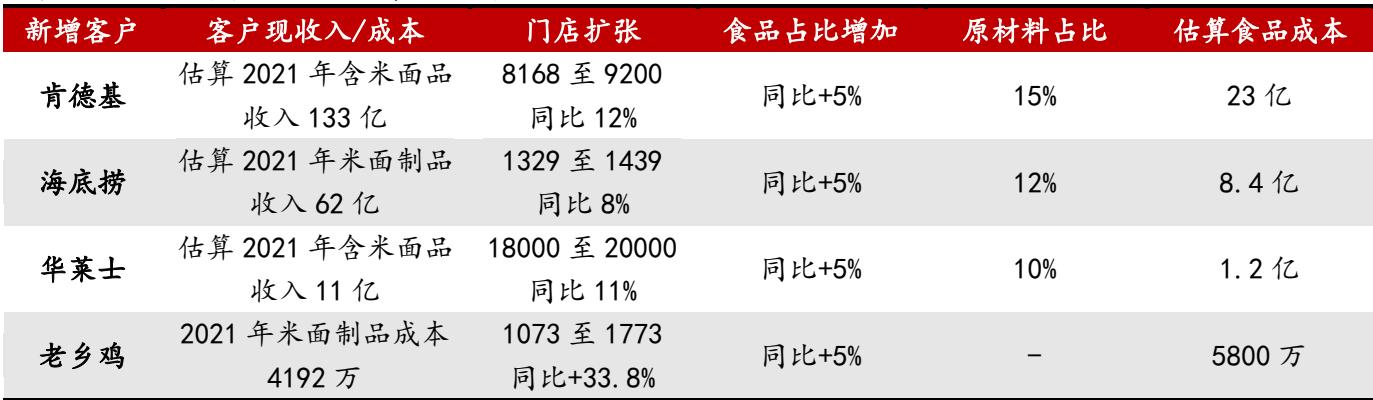 新增客户 客户现收入/成本 门店扩张 食品占比增加 原材料占比 估算食品成本
肯德基 估算 2021 年含米面品 8168 至 9200 同比+5% 15% 23 亿
收入 133 亿 同比 12%
海底捞 估算 2021 年米面制品 1329 至 1439 同比+5% 12% 8.4 亿
收入 62 亿 同比 8%
华莱士 估算 2021 年含米面品 18000 至 20000 同比+5% 10% 1.2 亿
收入 11 亿 同比 11%
老乡鸡 2021 年米面制品成本 1073 至 1773 同比+5% - 5800 万
4192 万 同比+33.8%